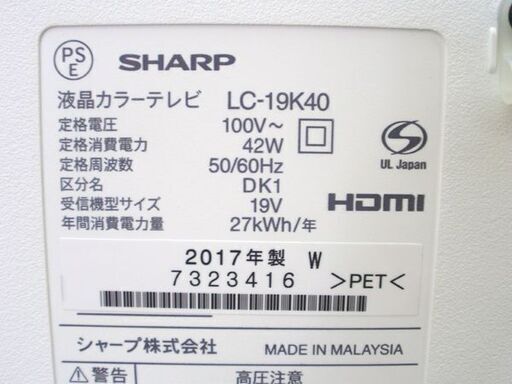 PS
E
SHARP
液晶カラーテレビ LC-19K40
定格電圧 100V～
定格消費電力 42W
定格周波数 50/60Hz
区分名 DK1
受信機型サイズ 19V
年間消費電力量 27kWh/年
UL Japan
HDMI
2017年製 W
7323416 >PET<
シャープ株式会社 MADE IN MALAYSIA
⚠警告 高圧注意